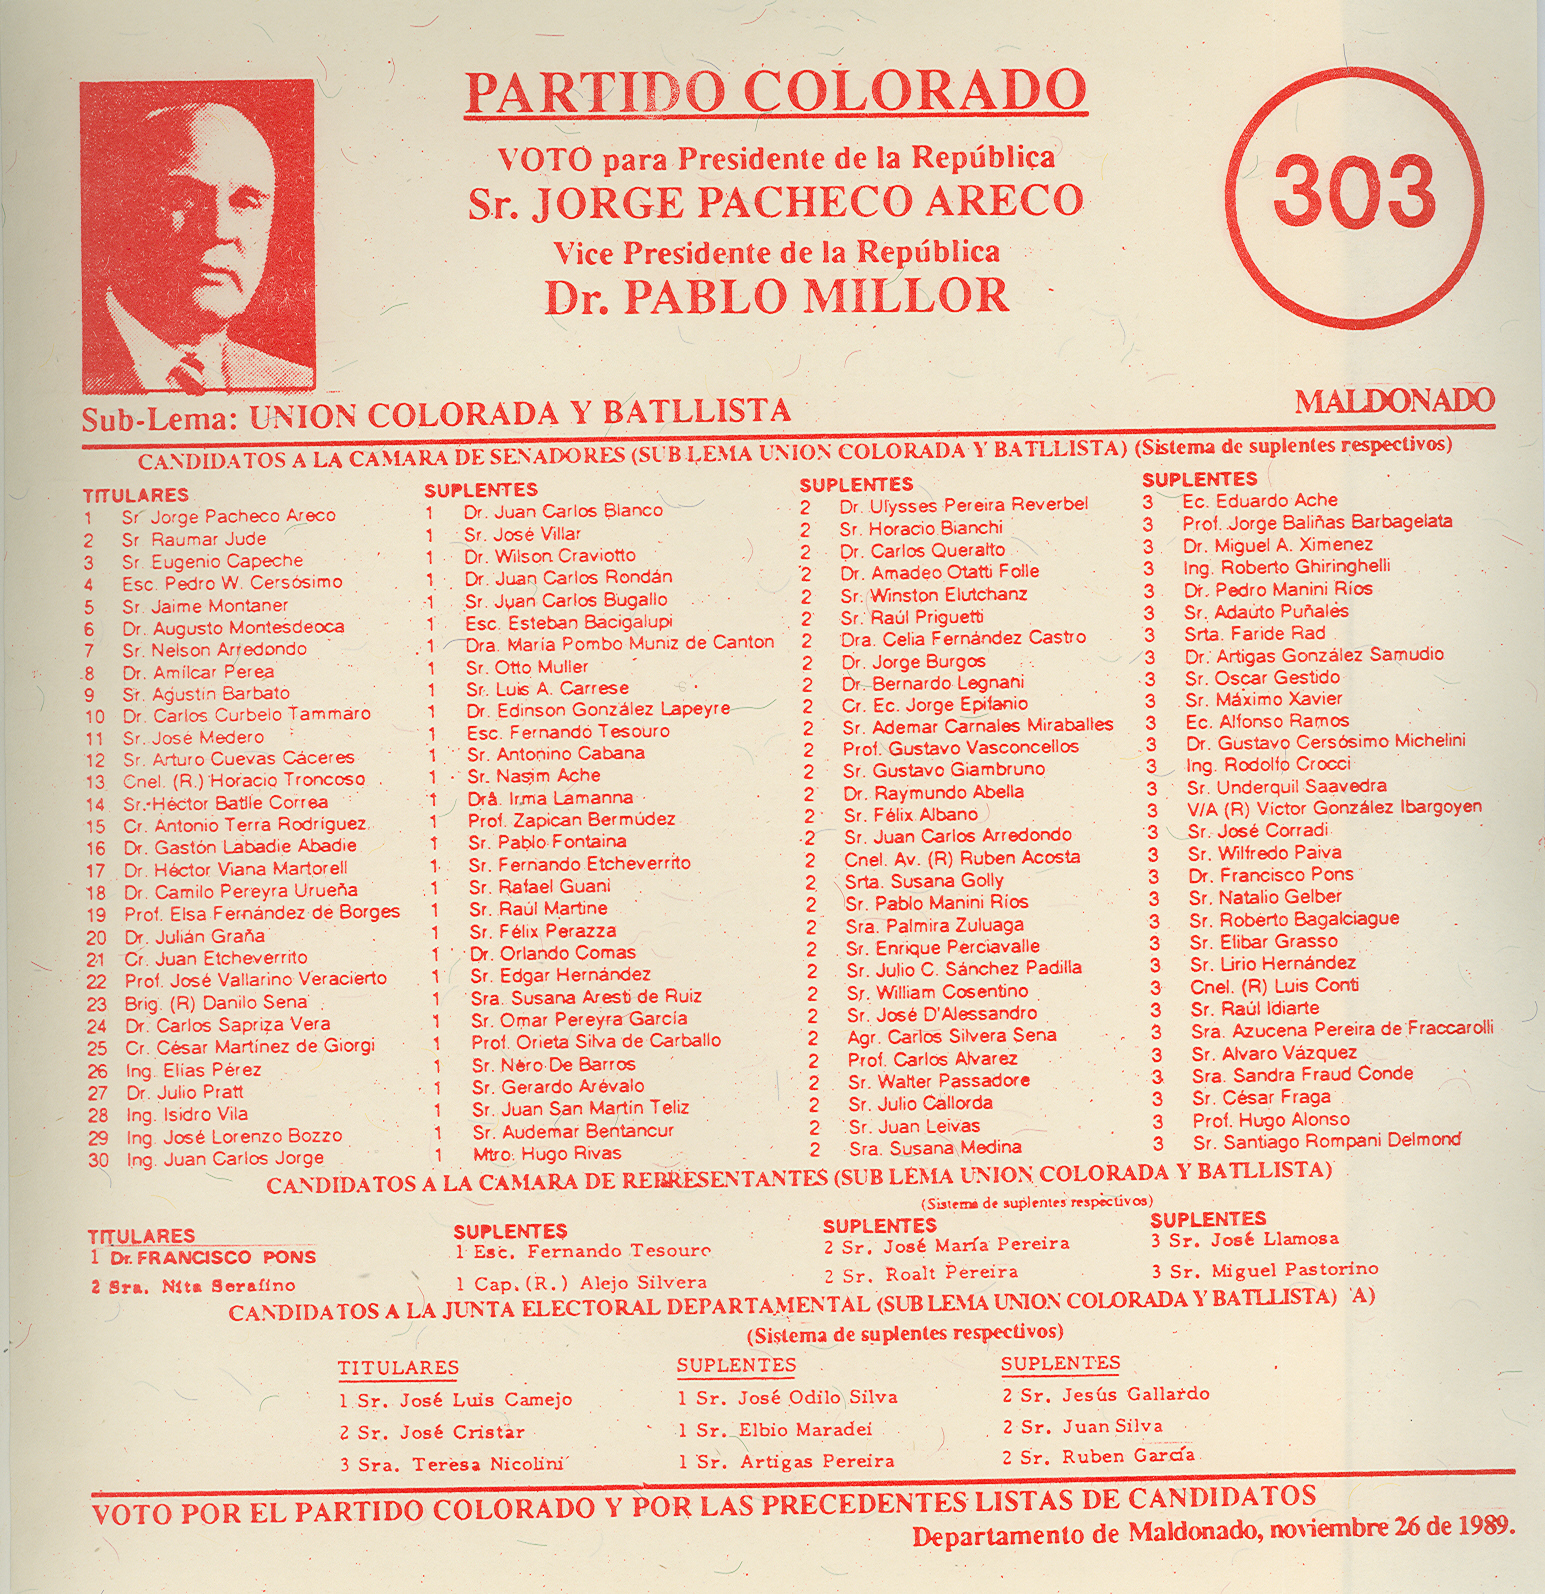 PARTIDO COLORADO
VOTO para Presidente de la República
Sr. JORGE PACHECO ARECO
Vice Presidente de la República
Dr. PABLO MILLOR
303
Sub-Lema: UNION COLORADA Y BATLLISTA
MALDONADO
CANDIDATOS A LA CAMARA DE SENADORES (SUB LEMA UNION COLORADA Y BATLLISTA) (Sistema de suplentes respectivos)
TITULARES
1 Sr Jorge Pacheco Areco
2 Sr Raumar Jude
3 Sr. Eugenio Capeche
4 Esc. Pedro W. Cersósimo
5 Sr. Jaime Montaner
6 Dr. Augusto Montesdeoca
7 Sr. Nelson Arredondo
8 Dr. Amílcar Perea
9 Sr. Agustín Barbato
10 Dr. Carlos Curbelo Tammaro
11 Sr. José Medero
12 Sr. Arturo Cuevas Cáceres
13 Cnel. (R.) Horacio Troncoso
14 Sr. Héctor Batlle Correa
15 Cr. Antonio Terra Rodríguez
16 Dr. Gastón Labadie Abadie
17 Dr. Héctor Viana Martorell
18 Dr. Camilo Pereyra Urueña
19 Prof. Elsa Fernández de Borges
20 Dr. Julián Graña
21 Cr. Juan Etcheverrito
22 Prof. José Vallarino Veracierto
23 Brig. (R) Danilo Sena
24 Dr. Carlos Sapriza Vera
25 Cr. César Martínez de Giorgi
26 Ing. Elías Pérez
27 Dr. Julio Pratt
28 Ing. Isidro Vila
29 Ing. José Lorenzo Bozzo
30 Ing. Juan Carlos Jorge
SUPLENTES
1 Dr. Juan Carlos Blanco
1 Sr. José Villar
1 Dr. Wilson Craviotto
1 Dr. Juan Carlos Rondán
1 Sr. Juan Carlos Bugallo
1 Esc. Esteban Bacigalupi
1 Dra. María Pombo Muniz de Canton
1 Sr. Otto Muller
1 Sr. Luis A. Carrese
1 Dr. Edinson González Lapeyre
1 Esc. Fernando Tesouro
1 Sr. Antonino Cabana
1 Sr. Nasim Ache
1 Dra. Irma Lamanna
1 Prof. Zapican Bermúdez
1 Sr. Pablo Fontaina
1 Sr. Fernando Etcheverrito
1 Sr. Rafael Guani
1 Sr. Raúl Martine
1 Sr. Félix Perazza
1 Dr. Orlando Comas
1 Sr. Edgar Hernández
1 Sra. Susana Aresti de Ruiz
1 Sr. Omar Pereyra García
1 Prof. Orieta Silva de Carballo
1 Sr. Nero De Barros
1 Sr. Gerardo Arévalo
1 Sr. Juan San Martin Teliz
1 Sr. Audemar Bentancur
1 Mtro. Hugo Rivas
SUPLENTES
2 Dr. Ulysses Pereira Reverbel
2 Sr. Horacio Bianchi
2 Dr. Carlos Queralto
2 Dr. Amadeo Otatti Folle
2 Sr. Winston Elutchanz
2 Sr. Raúl Priguetti
2 Dra. Celia Fernández Castro
2 Dr. Jorge Burgos
2 Dr. Bernardo Legnani
2 Cr. Ec. Jorge Epifanio
2 Sr. Ademar Carnales Miraballes
2 Prof. Gustavo Vasconcellos
2 Sr. Gustavo Giambruno
2 Dr. Raymundo Abella
2 Sr. Félix Albano
2 Sr. Juan Carlos Arredondo
2 Cnel. Av. (R) Ruben Acosta
2 Srta. Susana Golly
2 Sr. Pablo Manini Ríos
2 Sra. Palmira Zuluaga
2 Sr. Enrique Perciavalle
2 Sr. Julio C. Sánchez Padilla
2 Sr. William Cosentino
2 Sr. José D'Alessandro
2 Agr. Carlos Silvera Sena
2 Prof. Carlos Alvarez
2 Sr. Walter Passadore
2 Sr. Julio Callorda
2 Sr. Juan Leivas
2 Sra. Susana Medina
SUPLENTES
3 Ec. Eduardo Ache
3 Prof. Jorge Baliñas Barbagelata
3 Dr. Miguel A. Ximenez
3 Ing. Roberto Ghiringhelli
3 Dr. Pedro Manini Ríos
3 Sr. Adauto Puñales
3 Srta. Faride Rad
3 Dr. Artigas González Samudio
3 Sr. Oscar Gestido
3 Sr. Máximo Xavier
3 Ec. Alfonso Ramos
3 Dr. Gustavo Cersósimo Michelini
3 Ing. Rodolfo Crocci
3 Sr. Underquil Saavedra
3 V/A (R) Victor González Ibargoyen
3 Sr. José Corradi
3 Sr. Wilfredo Paiva
3 Dr. Francisco Pons
3 Sr. Natalio Gelber
3 Sr. Roberto Bagalciague
3 Sr. Elibar Grasso
3 Sr. Lirio Hernández
3 Cnel. (R) Luis Conti
3 Sr. Raúl Idiarte
3 Sra. Azucena Pereira de Fraccarolli
3 Sr. Alvaro Vázquez
3 Sra. Sandra Fraud Conde
3 Sr. César Fraga
3 Prof. Hugo Alonso
3 Sr. Santiago Rompani Delmond
CANDIDATOS A LA CAMARA DE REPRESENTANTES (SUB LEMA UNION COLORADA Y BATLLISTA)
(Sistema de suplentes respectivos)
TITULARES
1 Dr. FRANCISCO PONS
2 Sra. Nita Serafino
SUPLENTES
1 Esc. Fernando Tesouro
1 Cap. (R.) Alejo Silvera
SUPLENTES
2 Sr. José María Pereira
2 Sr. Roalt Pereira
SUPLENTES
3 Sr. José Llamosa
3 Sr. Miguel Pastorino
CANDIDATOS A LA JUNTA ELECTORAL DEPARTAMENTAL (SUB LEMA UNION COLORADA Y BATLLISTA) A)
(Sistema de suplentes respectivos)
TITULARES
1 Sr. José Luis Camejo
2 Sr. José Cristar
3 Sra. Teresa Nicolini
SUPLENTES
1 Sr. José Odilo Silva
1 Sr. Elbio Maradei
1 Sr. Artigas Pereira
SUPLENTES
2 Sr. Jesús Gallardo
2 Sr. Juan Silva
2 Sr. Ruben García
VOTO POR EL PARTIDO COLORADO Y POR LAS PRECEDENTES LISTAS DE CANDIDATOS
Departamento de Maldonado, noviembre 26 de 1989.